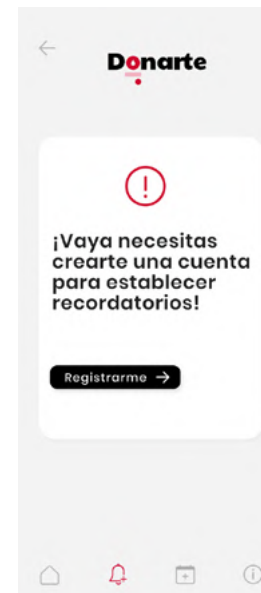 Donarte
¡Vaya necesitas
crearte una cuenta
para establecer
recordatorios!
Registrarme →